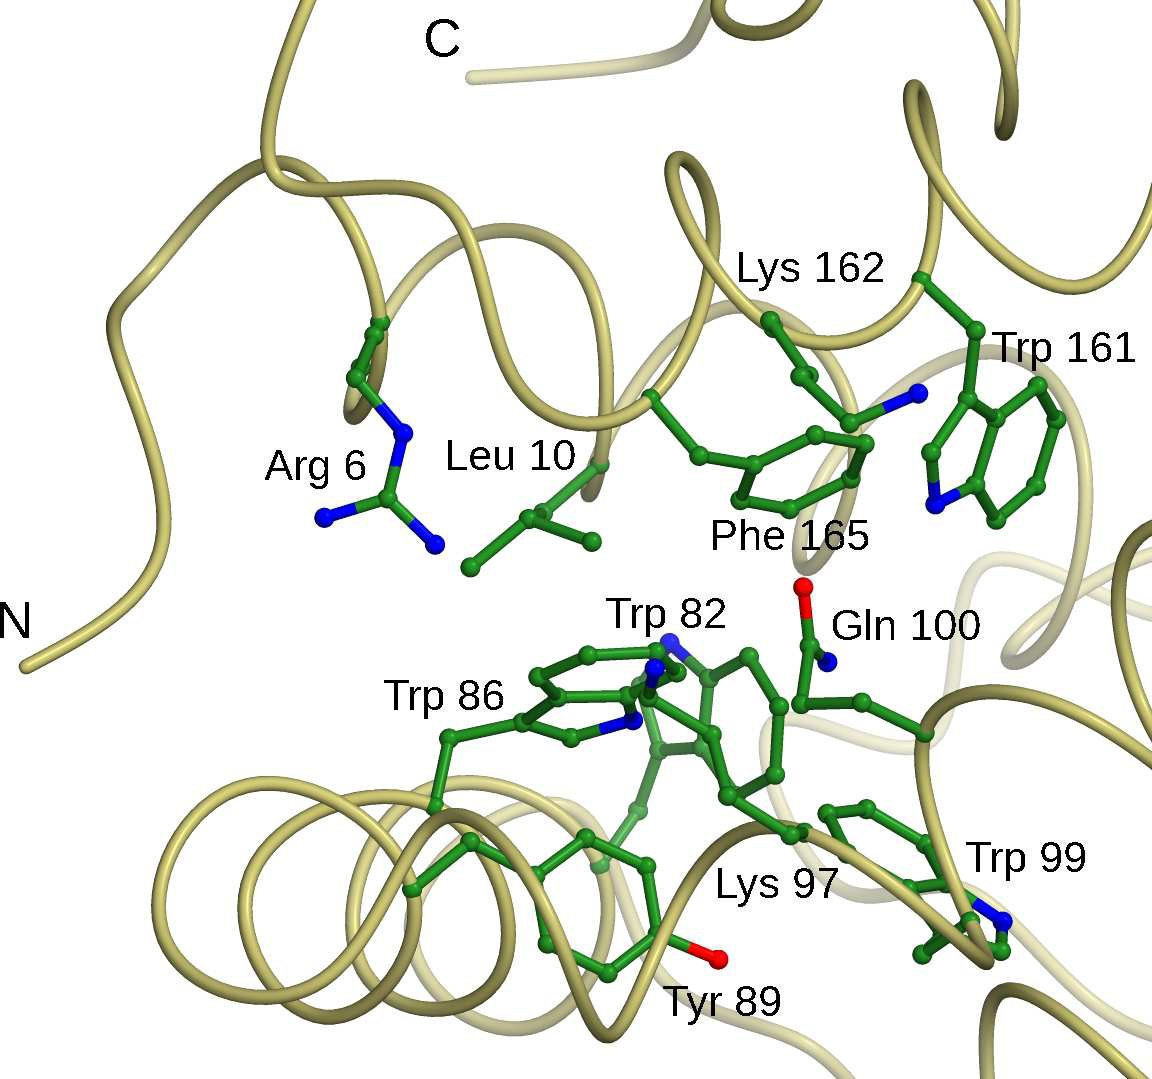 C
Lys 162
Trp 161
Arg 6
Leu 10
Phe 165
N
Trp 82
Gln 100
Trp 86
Trp 99
Lys 97
Tyr 89